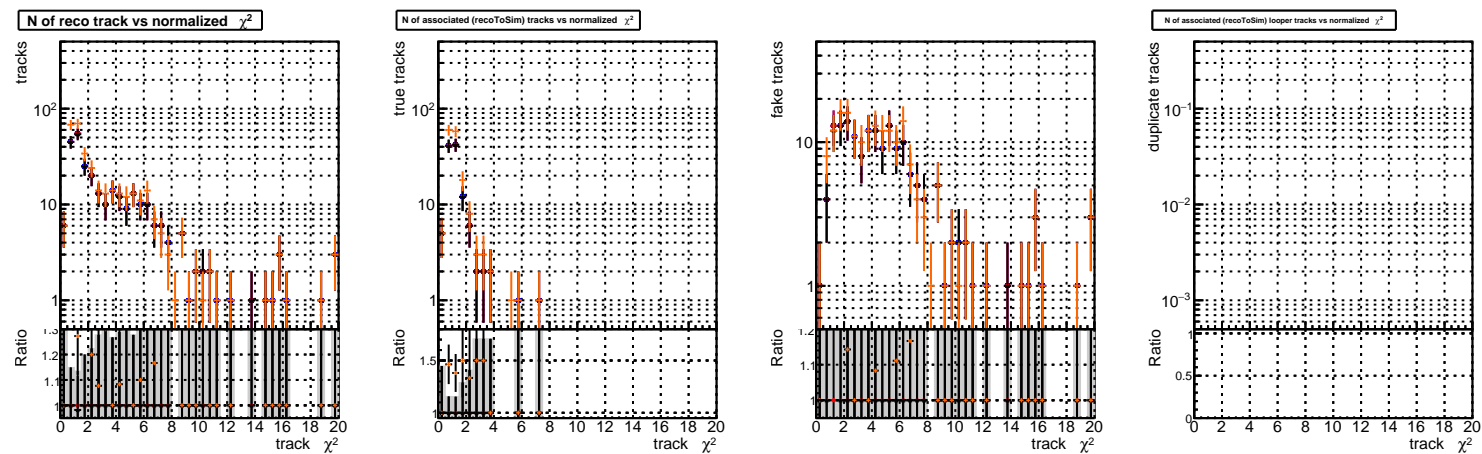 N of reco track vs normalized χ²
tracks
10²
10
1
Ratio
1.3
1.2
1.1
1
0 2 4 6 8 10 12 14 16 18 20
track χ²
N of associated (recoToSim) tracks vs normalized χ²
true tracks
10²
10
1
Ratio
1.5
1
0 2 4 6 8 10 12 14 16 18 20
track χ²
fake tracks
10
1
Ratio
1.2
1.1
1
0 2 4 6 8 10 12 14 16 18 20
track χ²
N of associated (recoToSim) looper tracks vs normalized χ²
duplicate tracks
10⁻¹
10⁻²
10⁻³
Ratio
1
0.5
0
0 2 4 6 8 10 12 14 16 18 20
track χ²